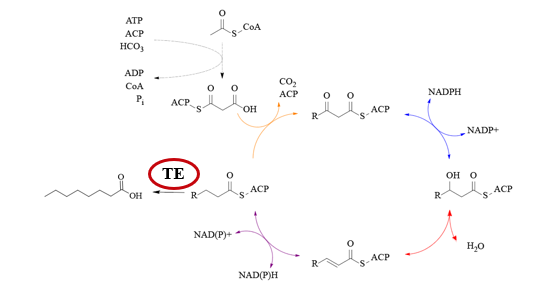 ATP
ACP
HCO3
O
S
CoA
ADP
CoA
Pi
ACP
S
O
O
OH
CO2
ACP
O
O
R
S
ACP
NADPH
NADP+
TE
O
OH
O
R
S
ACP
OH
O
R
S
ACP
NAD(P)+
NAD(P)H
O
R
S
ACP
H2O